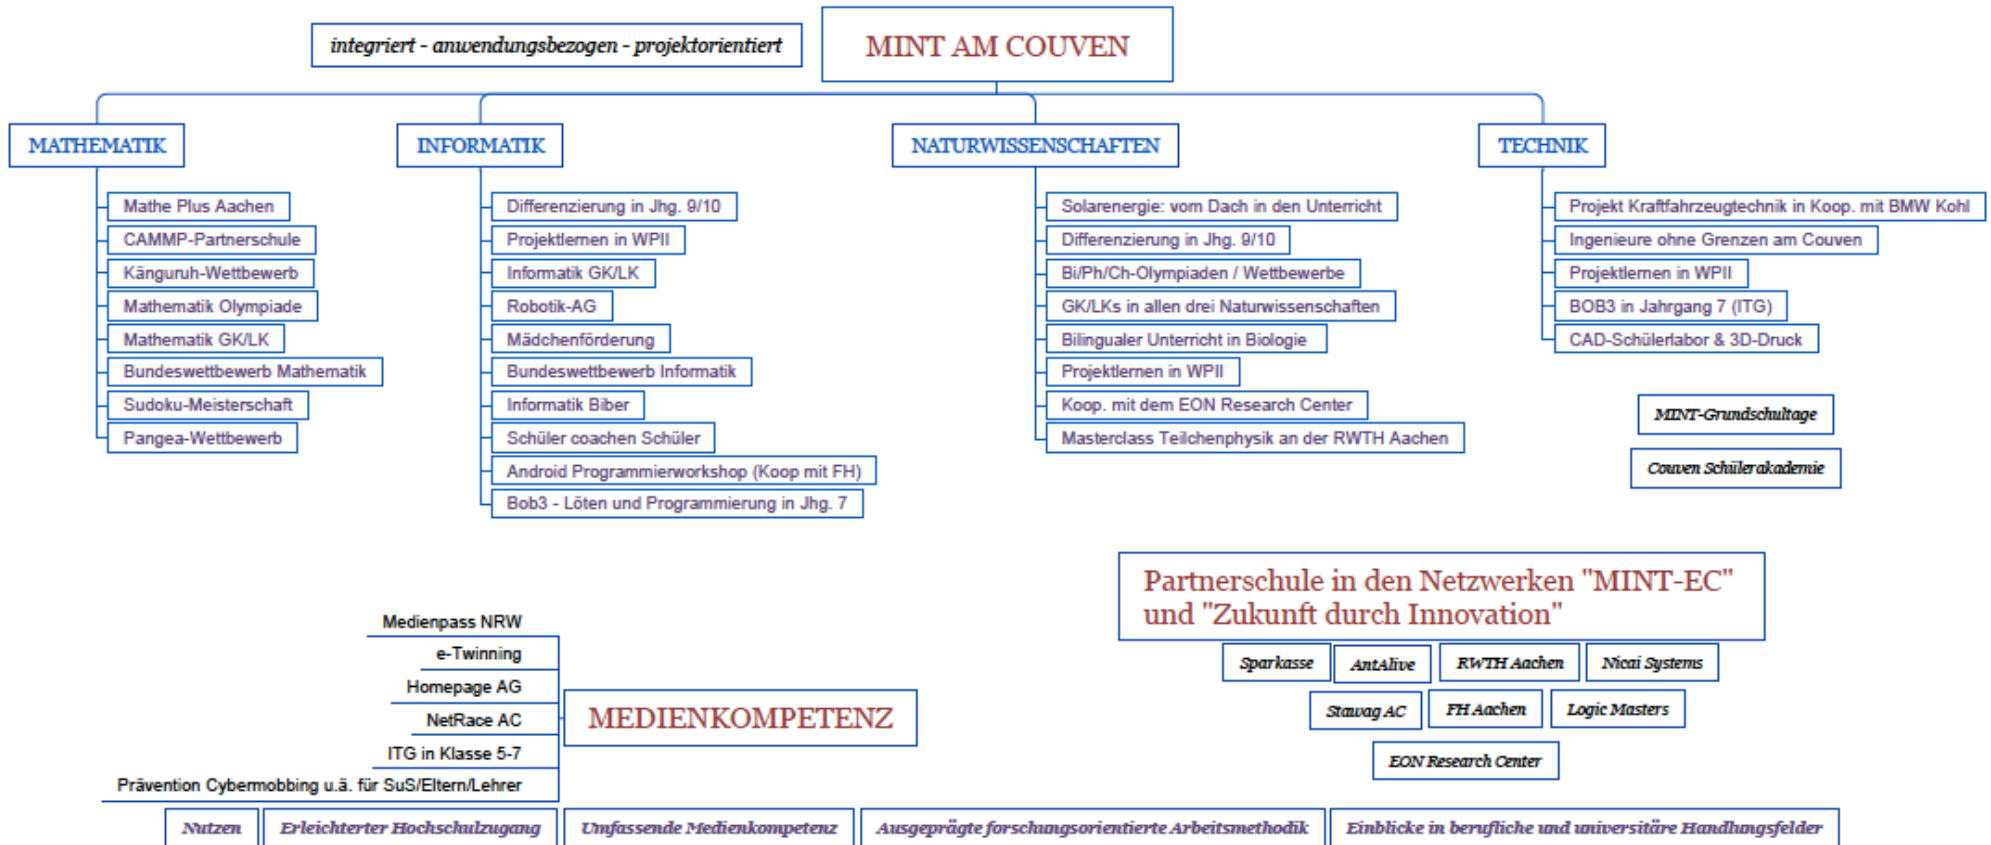 integriert - anwendungsbezogen - projektorientiert
MINT AM COUVEN
MATHEMATIK
Mathe Plus Aachen
CAMMP-Partnerschule
Känguruh-Wettbewerb
Mathematik Olympiade
Mathematik GK/LK
Bundeswettbewerb Mathematik
Sudoku-Meisterschaft
Pangea-Wettbewerb
INFORMATIK
Differenzierung in Jhg. 9/10
Projektlernen in WPII
Informatik GK/LK
Robotik-AG
Mädchenförderung
Bundeswettbewerb Informatik
Informatik Biber
Schüler coachen Schüler
Android Programmierworkshop (Koop mit FH)
Bob3 - Löten und Programmierung in Jhg. 7
NATURWISSENSCHAFTEN
Solarenergie: vom Dach in den Unterricht
Differenzierung in Jhg. 9/10
Bi/Ph/Ch-Olympiaden / Wettbewerbe
GK/LKs in allen drei Naturwissenschaften
Bilingualer Unterricht in Biologie
Projektlernen in WPII
Koop. mit dem EON Research Center
Masterclass Teilchenphysik an der RWTH Aachen
TECHNIK
Projekt Kraftfahrzeugtechnik in Koop. mit BMW Kohl
Ingenieure ohne Grenzen am Couven
Projektlernen in WPII
BOB3 in Jahrgang 7 (ITG)
CAD-Schülerlabor & 3D-Druck
MINT-Grundschultage
Couven Schülerakademie
Medienpass NRW
e-Twinning
Homepage AG
NetRace AC
ITG in Klasse 5-7
Prävention Cybermobbing u.ä. für SuS/Eltern/Lehrer
MEDIENKOMPETENZ
Partnerschule in den Netzwerken "MINT-EC"
und "Zukunft durch Innovation"
Sparkasse AntAlive RWTH Aachen Nicai Systems
Stawag AC FH Aachen Logic Masters
EON Research Center
Nutzen Erleichterter Hochschulzugang Umfassende Medienkompetenz Ausgeprägte forschungsorientierte Arbeitsmethodik Einblicke in berufliche und universitäre Handlungsfelder